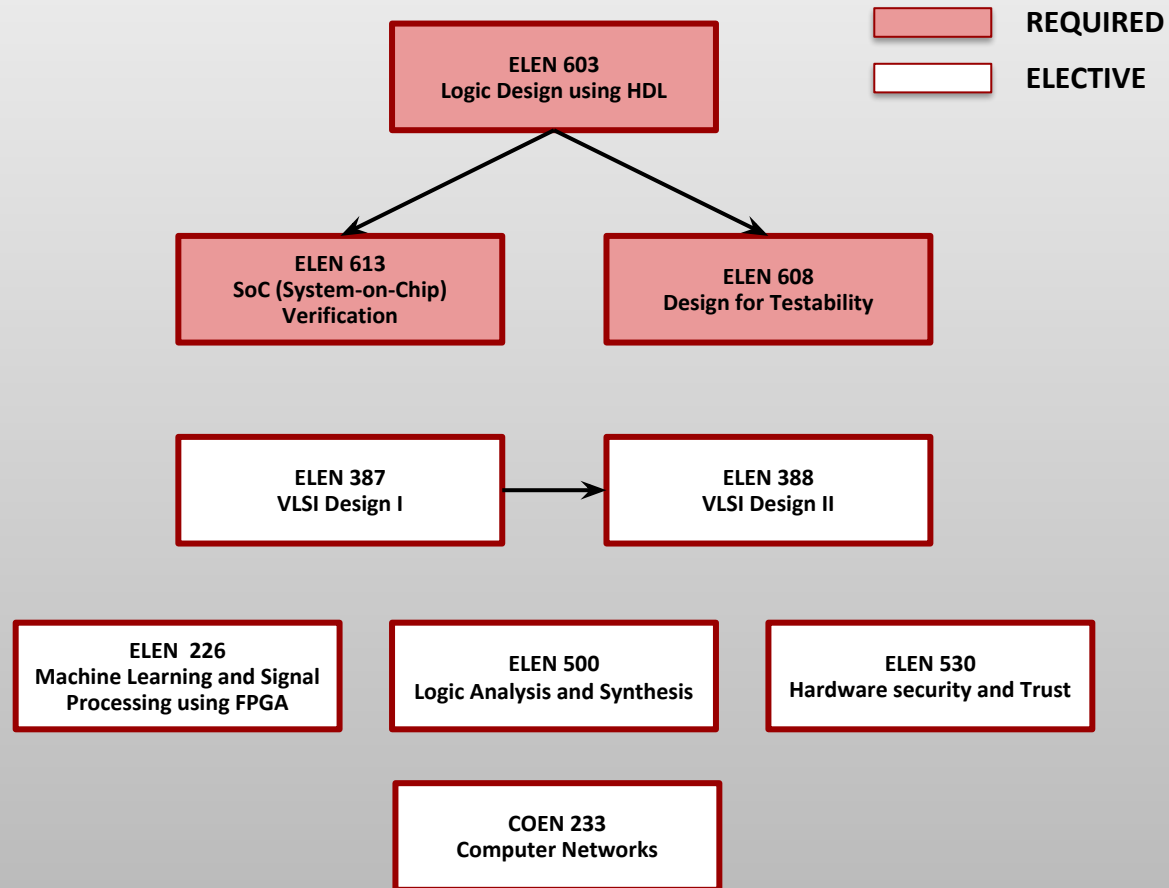 REQUIRED
ELECTIVE
ELEN 603
Logic Design using HDL
ELEN 613
SoC (System-on-Chip)
Verification
ELEN 608
Design for Testability
ELEN 387
VLSI Design I
ELEN 388
VLSI Design II
ELEN  226
Machine Learning and Signal
Processing using FPGA
ELEN 500
Logic Analysis and Synthesis
ELEN 530
Hardware security and Trust
COEN 233
Computer Networks